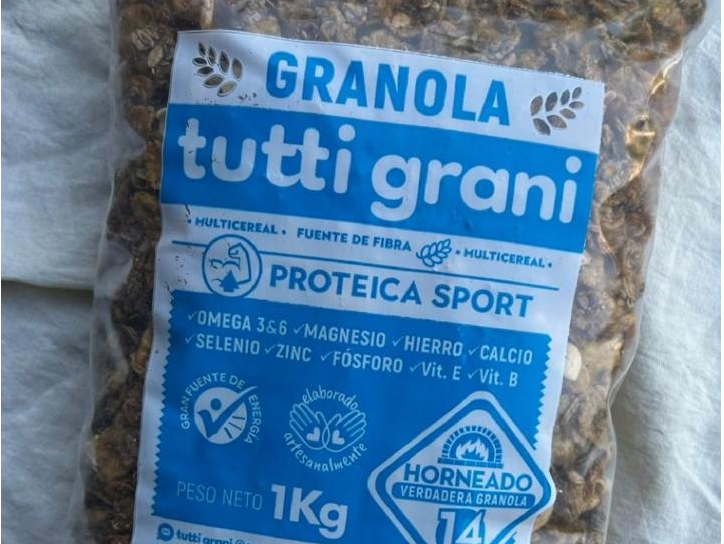 GRANOLA
tutti grani
• MULTICEREAL • FUENTE DE FIBRA • MULTICEREAL •
PROTEICA SPORT
✓OMEGA 3&6 ✓MAGNESIO ✓HIERRO ✓CALCIO
✓SELENIO ✓ZINC ✓FÓSFORO ✓Vit. E ✓Vit. B
GRAN FUENTE DE ENERGÍA
elaborado artesanalmente
HORNEADO
VERDADERA GRANOLA
14
PESO NETO 1Kg
tutti grani